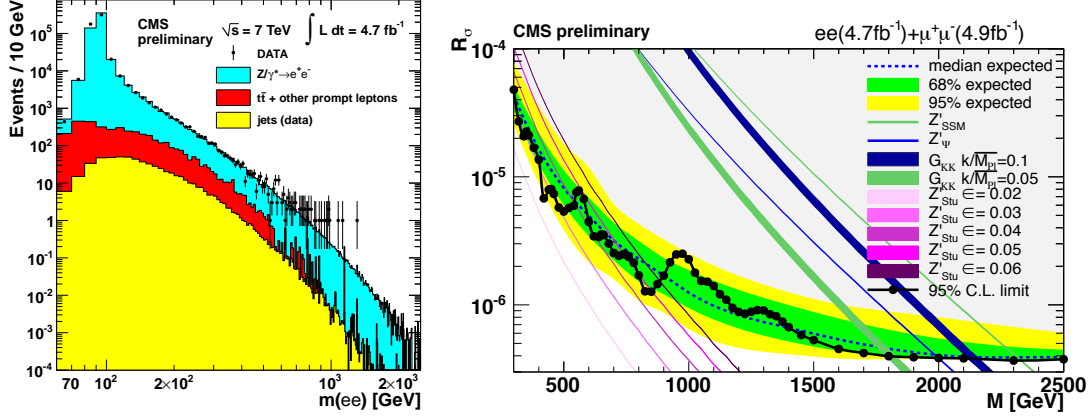 CMS preliminary
√s = 7 TeV ∫ L dt = 4.7 fb⁻¹
DATA
Z/γ*→e⁺e⁻
tt̄ + other prompt leptons
jets (data)
Events / 10 GeV
10⁵
10⁴
10³
10²
10
1
10⁻¹
10⁻²
10⁻³
10⁻⁴
70 10² 2×10² 10³ 2×10³
m(ee) [GeV]
CMS preliminary ee(4.7fb⁻¹)+μ⁺μ⁻(4.9fb⁻¹)
R_σ
10⁻⁴
10⁻⁵
10⁻⁶
median expected
68% expected
95% expected
Z'_SSM
Z'_Ψ
G_KK k/M̅_Pl=0.1
G_KK k/M̅_Pl=0.05
Z'_Stu ∈= 0.02
Z'_Stu ∈= 0.03
Z'_Stu ∈= 0.04
Z'_Stu ∈= 0.05
Z'_Stu ∈= 0.06
95% C.L. limit
500 1000 1500 2000 2500
M [GeV]